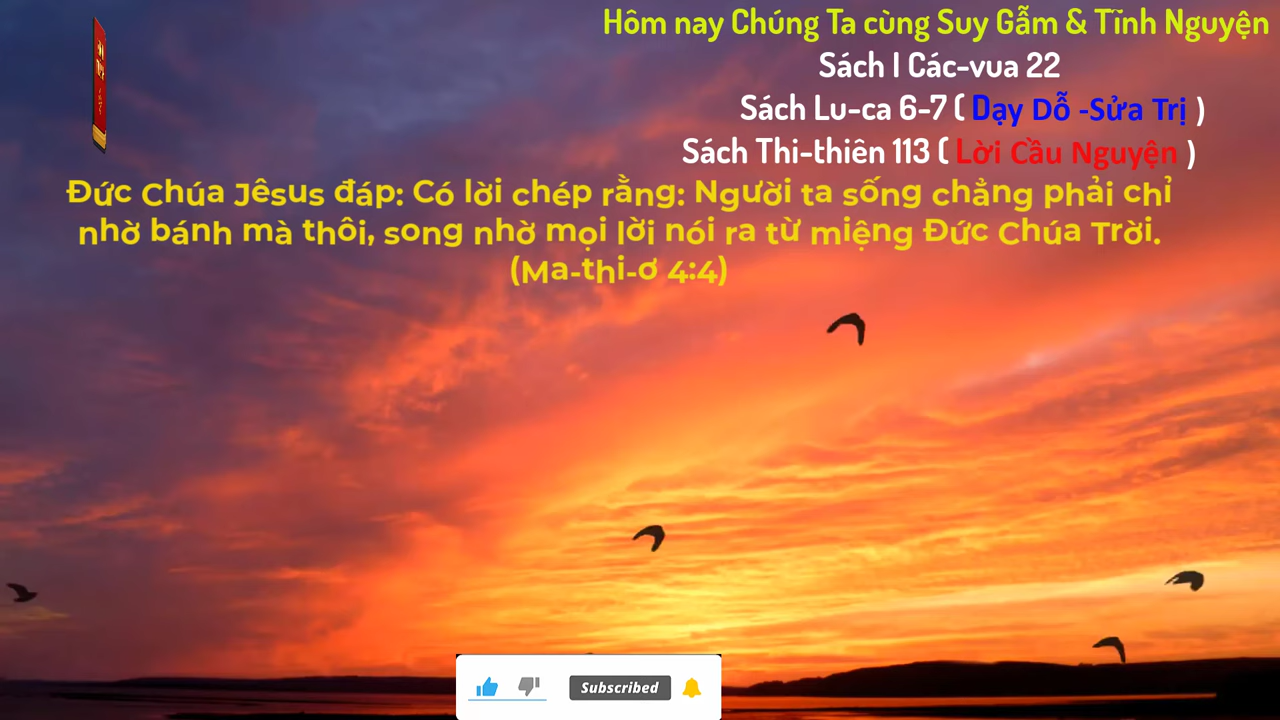 Hôm nay Chúng Ta cùng Suy Gẫm & Tĩnh Nguyện
Sách I Các-vua 22
Sách Lu-ca 6-7 ( Dạy Dỗ -Sửa Trị )
Sách Thi-thiên 113 ( Lời Cầu Nguyện )
Đức Chúa Jêsus đáp: Có lời chép rằng: Người ta sống chẳng phải chỉ
nhờ bánh mà thôi, song nhờ mọi lời nói ra từ miệng Đức Chúa Trời.
(Ma-thi-ơ 4:4)
Subscribed